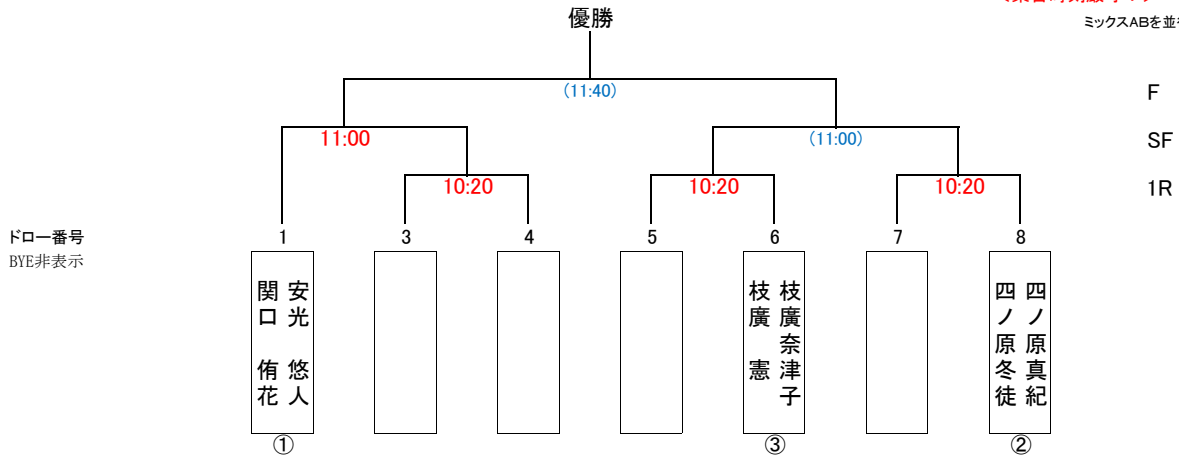 優勝
ミックスABを並
(11:40)
F
11:00
(11:00)
SF
10:20
10:20
10:20
1R
ドロー番号
1
3
4
5
6
7
8
BYE非表示
安光 悠人
関口 侑花
枝廣奈津子
枝廣 憲
四ノ原真紀
四ノ原冬徒
①
③
②